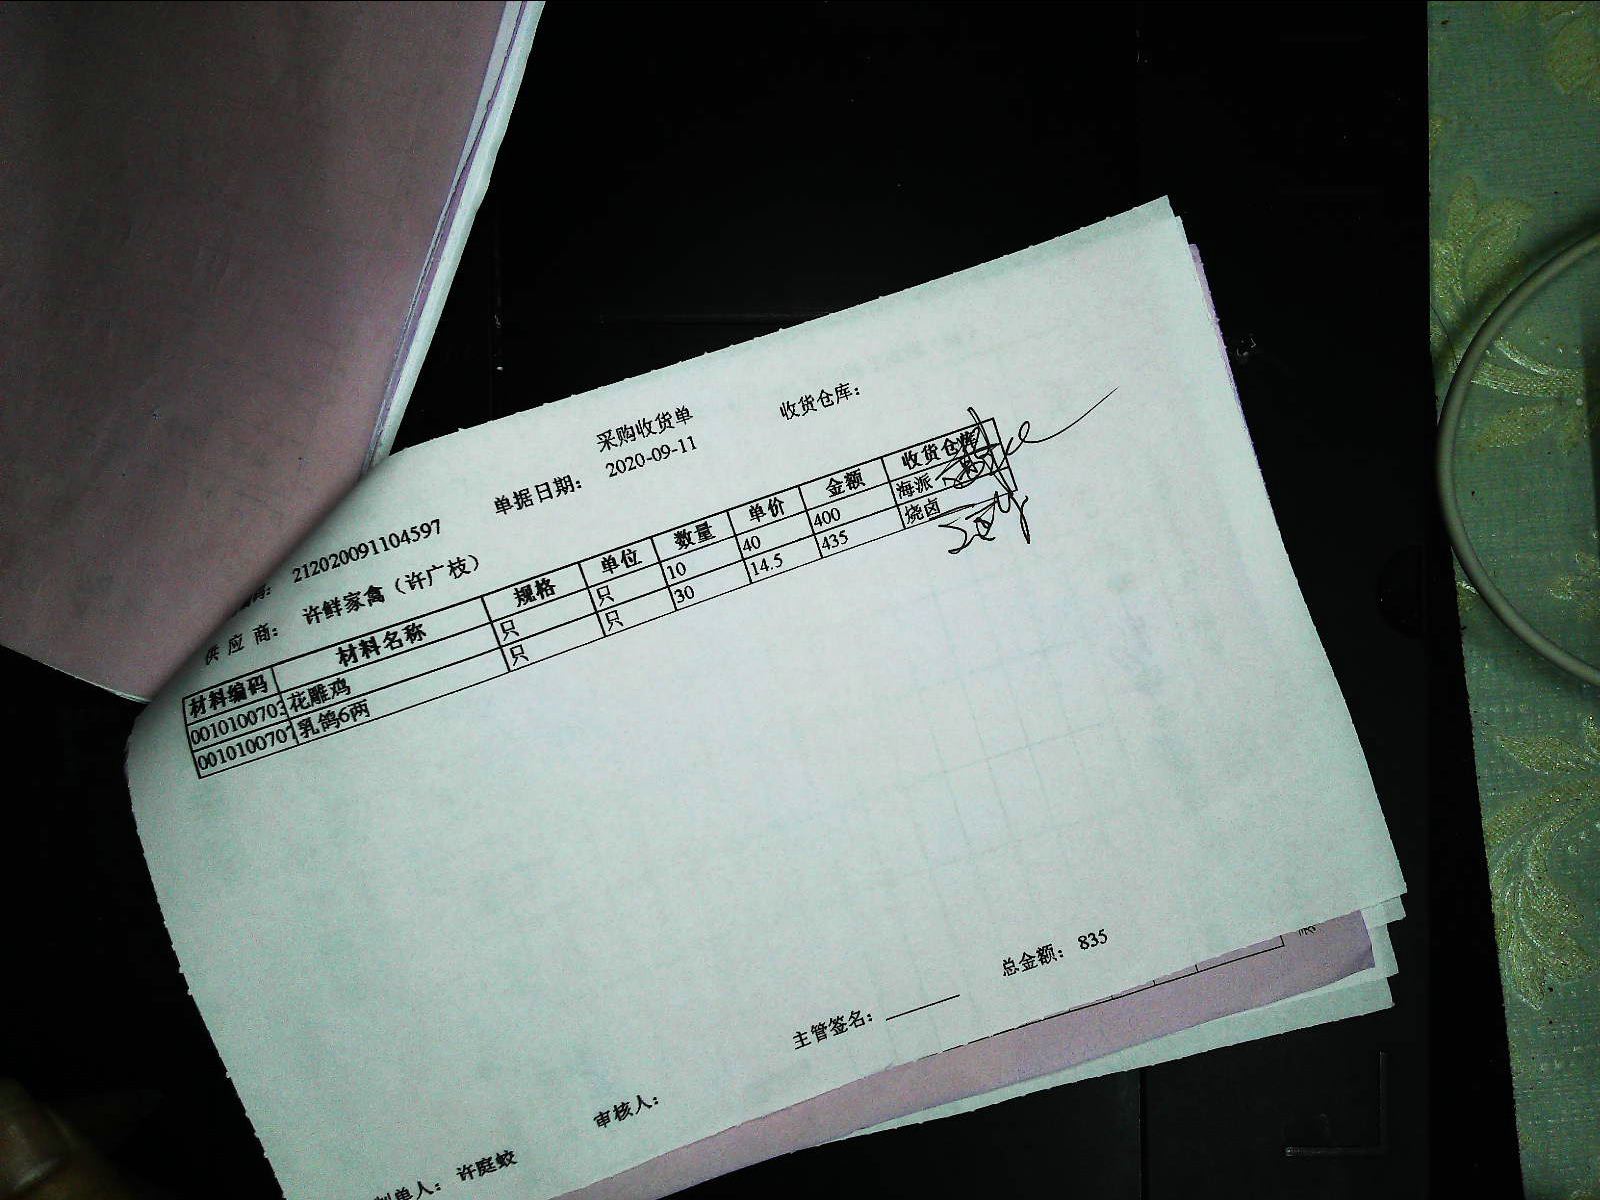 采购收货单
收货仓库：
212020091104597 单据日期： 2020-09-11
供 应 商： 许鲜家禽（许广枝）
材料编码 材料名称 规格 单位 数量 单价 金额 收货仓库
0010100703 花雕鸡 只 只 10 40 400 海派
0010100707 乳鸽6两 只 只 30 14.5 435 烧卤
主管签名： 总金额： 835
制单人： 许庭蛟 审核人：